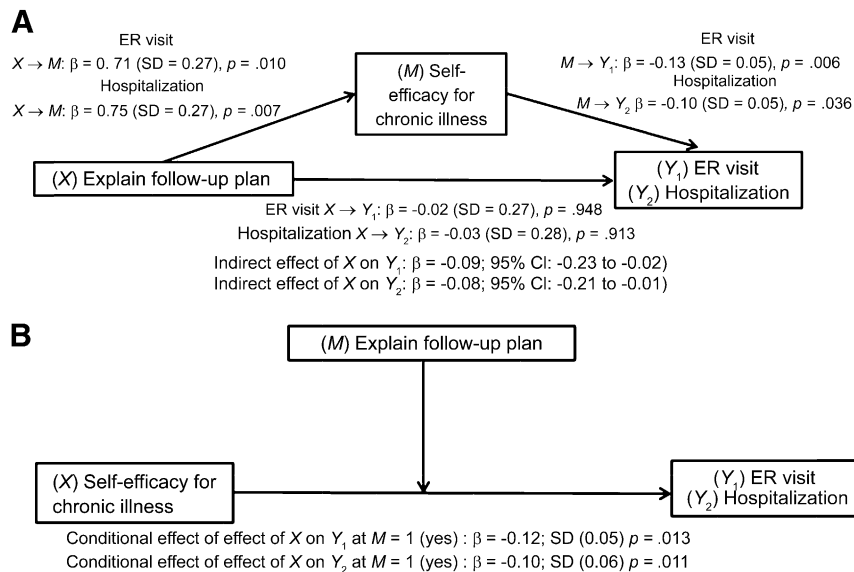 A
ER visit
X → M: β = 0. 71 (SD = 0.27), p = .010
Hospitalization
X → M: β = 0.75 (SD = 0.27), p = .007
(M) Self-
efficacy for
chronic illness
ER visit
M → Y1: β = -0.13 (SD = 0.05), p = .006
Hospitalization
M → Y2 β = -0.10 (SD = 0.05), p = .036
(X) Explain follow-up plan
(Y1) ER visit
(Y2) Hospitalization
ER visit X → Y1: β = -0.02 (SD = 0.27), p = .948
Hospitalization X → Y2: β = -0.03 (SD = 0.28), p = .913
Indirect effect of X on Y1: β = -0.09; 95% CI: -0.23 to -0.02)
Indirect effect of X on Y2: β = -0.08; 95% CI: -0.21 to -0.01)
B
(M) Explain follow-up plan
(X) Self-efficacy for
chronic illness
(Y1) ER visit
(Y2) Hospitalization
Conditional effect of effect of X on Y1 at M = 1 (yes) : β = -0.12; SD (0.05) p = .013
Conditional effect of effect of X on Y2 at M = 1 (yes) : β = -0.10; SD (0.06) p = .011